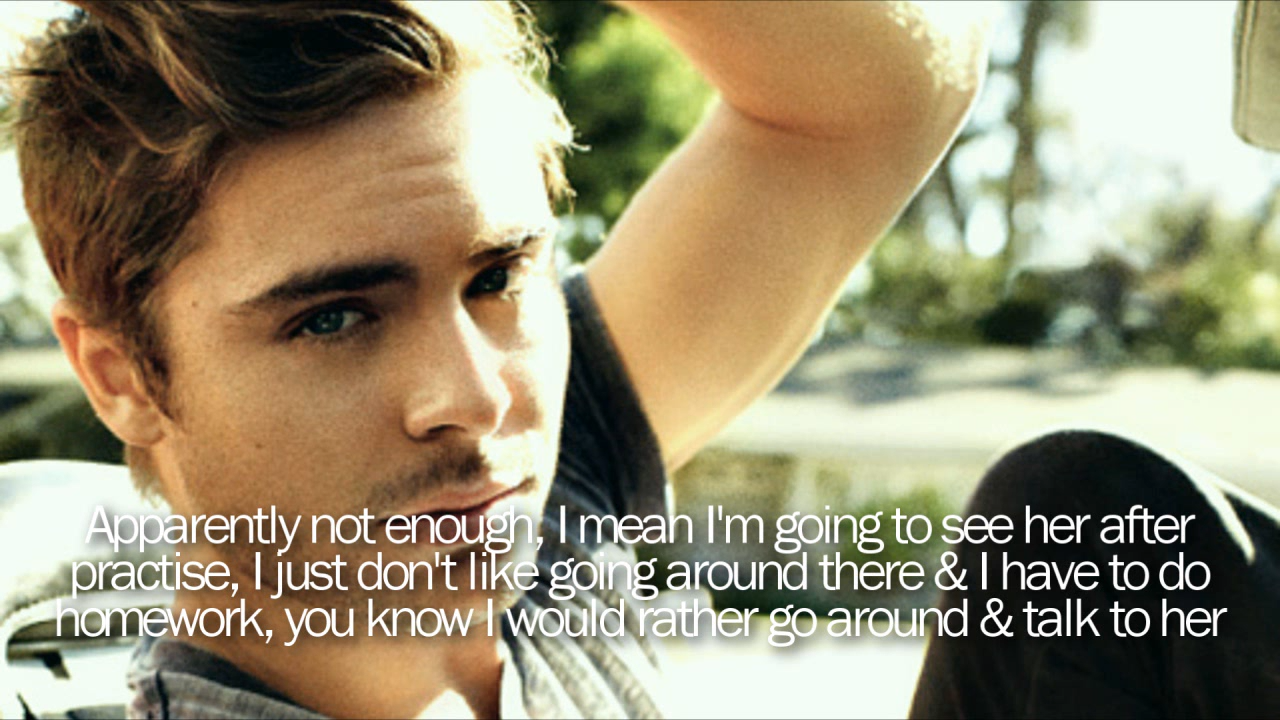 Apparently not enough, I mean I'm going to see her after
practise, I just don't like going around there & I have to do
homework, you know I would rather go around & talk to her